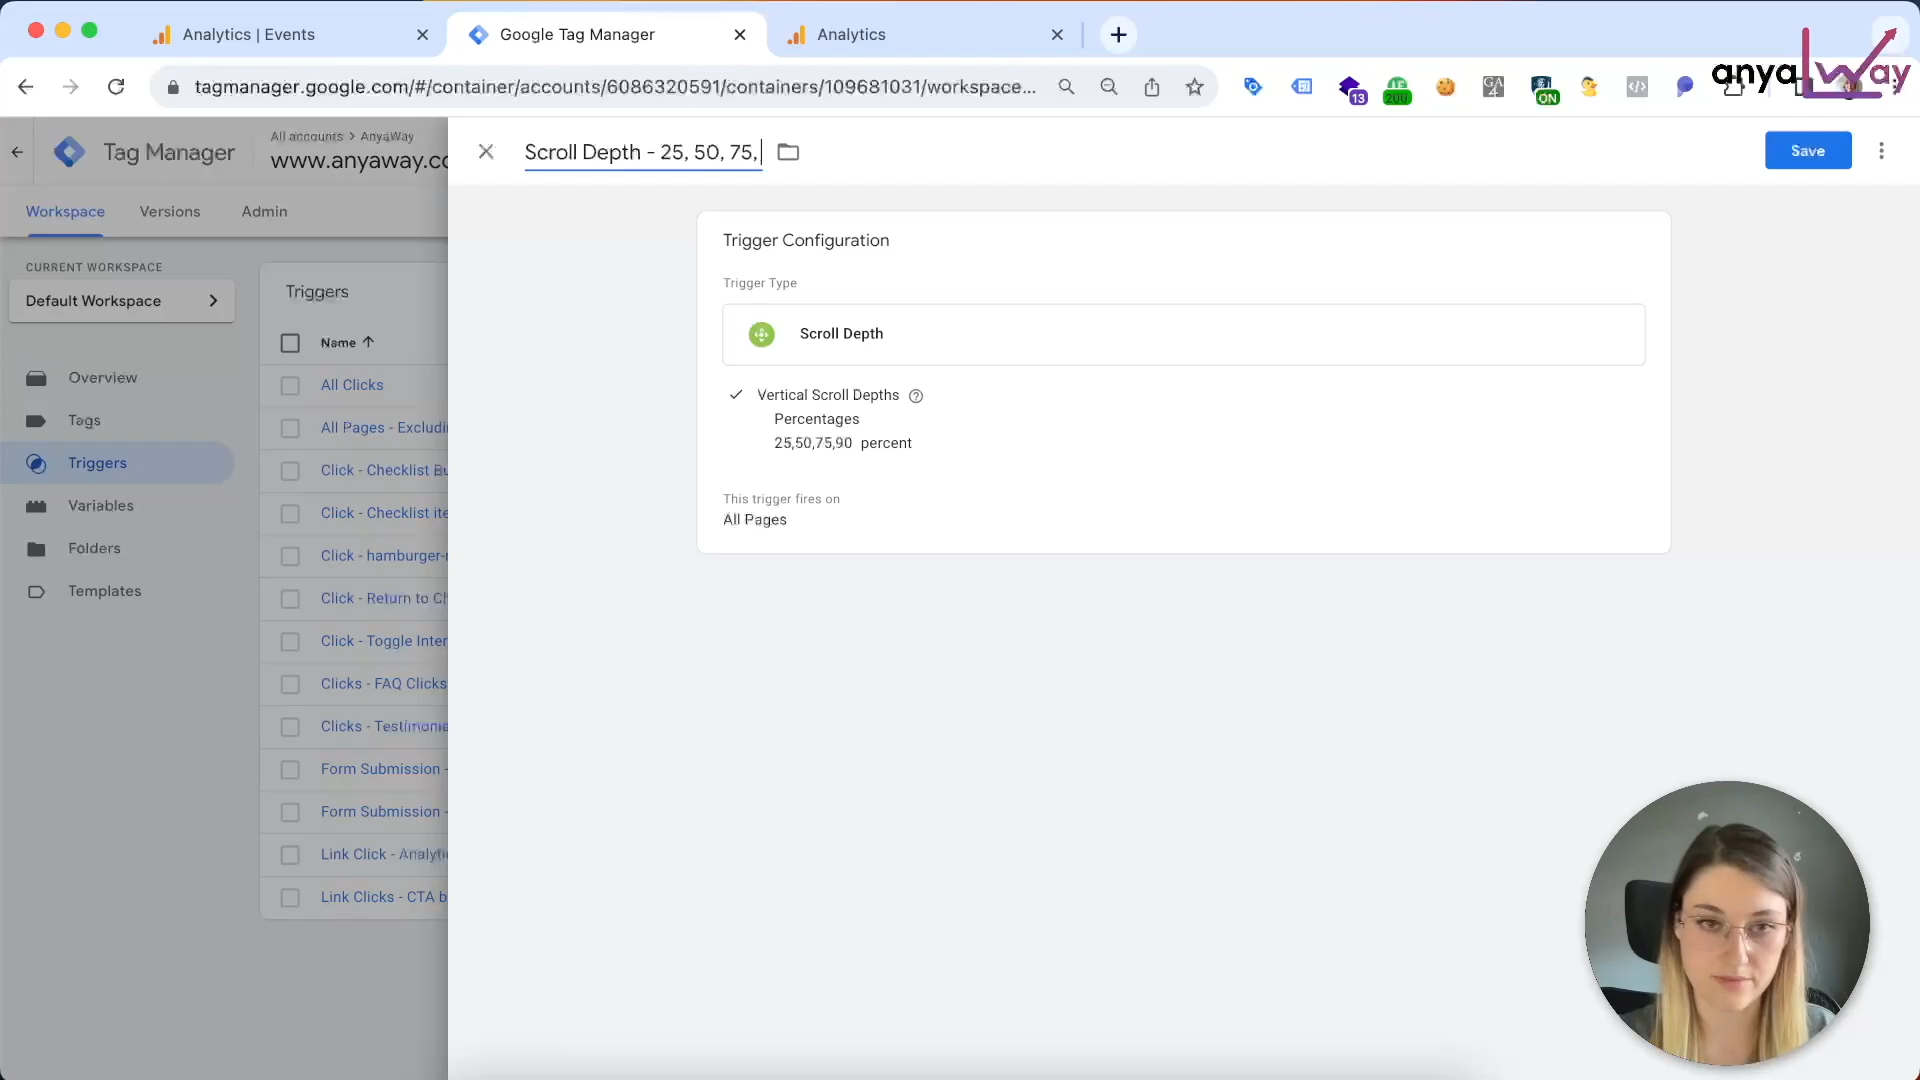 Analytics | Events
Google Tag Manager
Analytics
tagmanager.google.com/#/container/accounts/6086320591/containers/109681031/workspace...
13
200
GA4
ON
anyaway
Tag Manager
All accounts > AnyaWay
www.anyaway.co
Scroll Depth - 25, 50, 75,
Save
Workspace
Versions
Admin
CURRENT WORKSPACE
Default Workspace
Overview
Tags
Triggers
Variables
Folders
Templates
Triggers
Name
All Clicks
All Pages - Excludi
Click - Checklist Bu
Click - Checklist ite
Click - hamburger-
Click - Return to C
Click - Toggle Inter
Clicks - FAQ Clicks
Clicks - Testimonia
Form Submission -
Form Submission -
Link Click - Analytic
Link Clicks - CTA b
Trigger Configuration
Trigger Type
Scroll Depth
Vertical Scroll Depths
Percentages
25,50,75,90 percent
This trigger fires on
All Pages